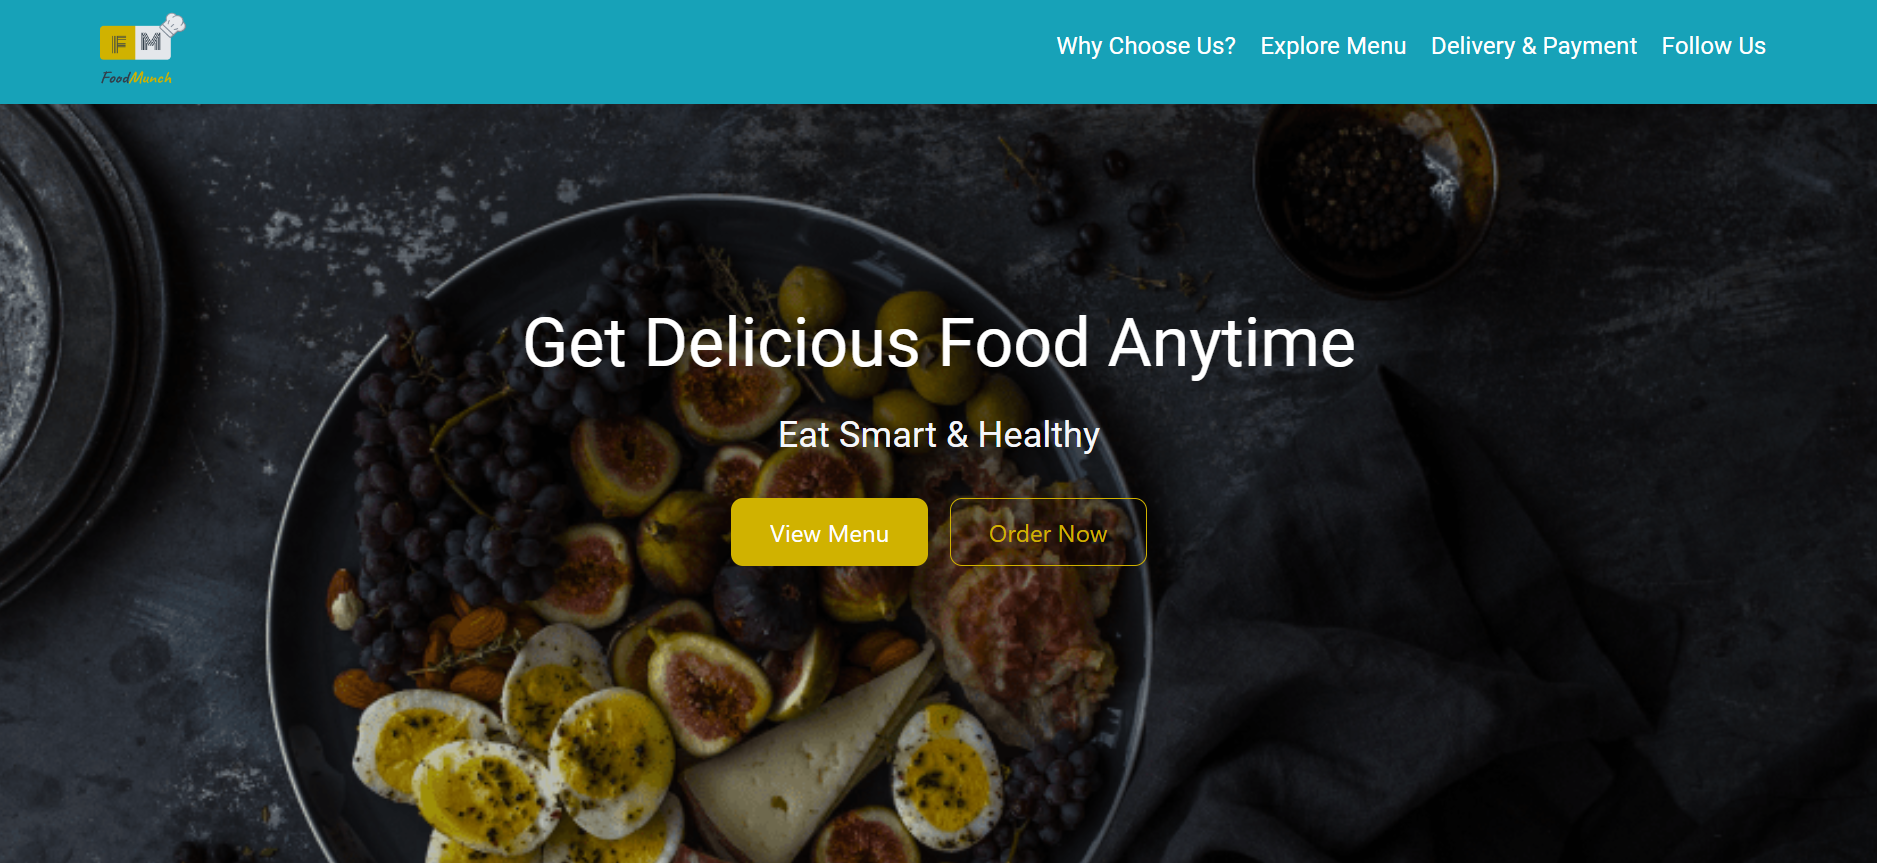 FM
FoodMunch
Why Choose Us? Explore Menu Delivery & Payment Follow Us
Get Delicious Food Anytime
Eat Smart & Healthy
View Menu Order Now